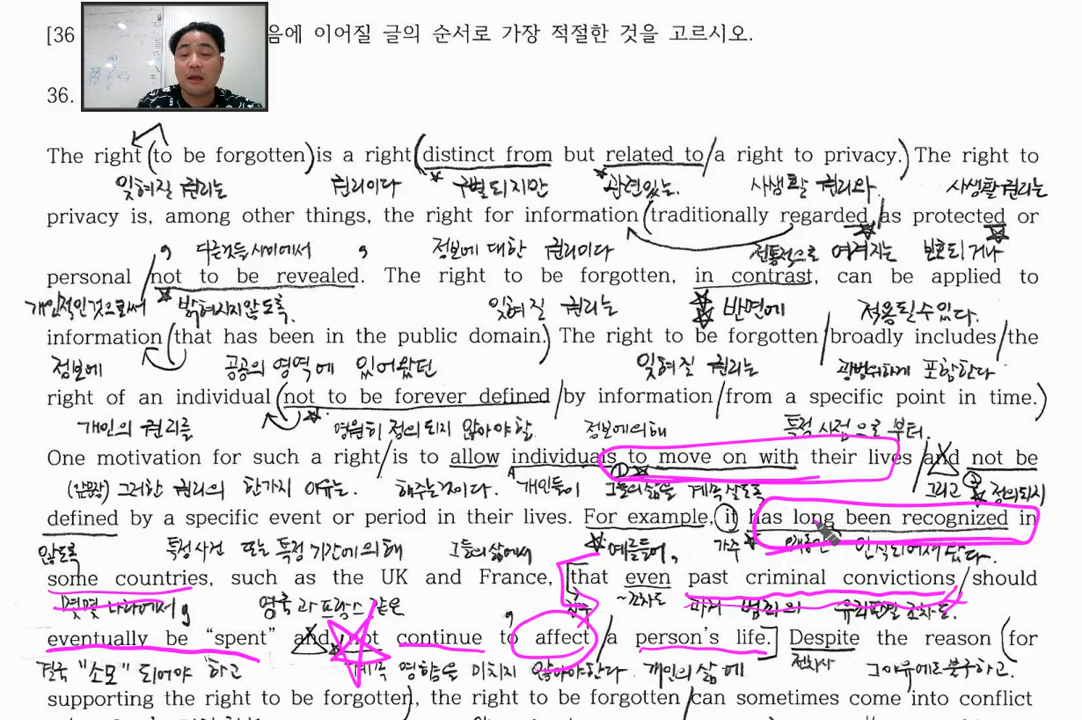 [36 음에 이어질 글의 순서로 가장 적절한 것을 고르시오.
36.
The right (to be forgotten) is a right (distinct from but related to / a right to privacy.) The right to
잊혀질 권리는 권리이다 구별되지만 관련있는. 사생활 권리와. 사생활권리는
privacy is, among other things, the right for information (traditionally regarded / as protected or
, 다른것들사이에서 , 정보에 대한 권리이다 전통적으로 여겨지는 보호되거나
personal / not to be revealed. The right to be forgotten, in contrast, can be applied to
개인적인것으로써 밝혀지지않도록. 잊혀질 권리는 반면에 적용될수있다.
information (that has been in the public domain.) The right to be forgotten / broadly includes / the
정보에 공공의 영역에 있어왔던 잊혀질 권리는 광범위하게 포함한다
right of an individual (not to be forever defined / by information / from a specific point in time.)
개인의 권리를 영원히 정의되지 않아야할 정보에의해 특정시점으로부터
One motivation for such a right / is to allow individuals to move on with their lives and not be
그러한 권리의 한가지 이유는. 해주는것이다. 개인들이 ① 그들의삶을 계속살도록 그리고 ② 정의되지
defined by a specific event or period in their lives. For example, it has long been recognized in
않도록 특정사건 또는 특정기간에의해 그들의삶에서 예를들어, 가주 오랫동안 인식되어져왔다.
some countries, such as the UK and France, [that even past criminal convictions / should
몇몇 나라에서, 영국과프랑스 같은 진주 ~조차도 과거 범죄의 유죄판결 조차도
eventually be “spent” and not continue to affect / a person's life.] Despite the reason (for
결국 "소모" 되어야 하고 계속 영향을 미치지 않아야한다. 개인의삶에 전치사 그이유에도불구하고.
supporting the right to be forgotten), the right to be forgotten / can sometimes come into conflict